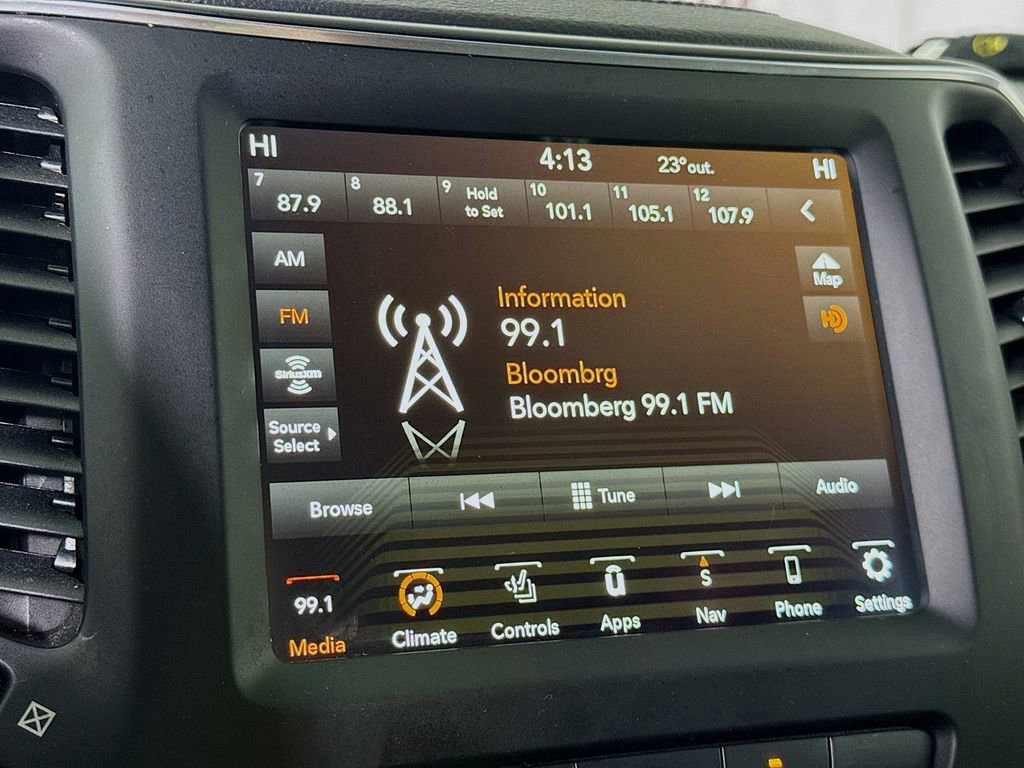 HI 4:13 23°out. HI
7 87.9 8 88.1 9 Hold to Set 10 101.1 11 105.1 12 107.9
AM
Map
FM
HD
SiriusXM
Source
Select
Information
99.1
Bloombrg
Bloomberg 99.1 FM
Browse Tune Audio
99.1 S
Media Climate Controls Apps Nav Phone Settings